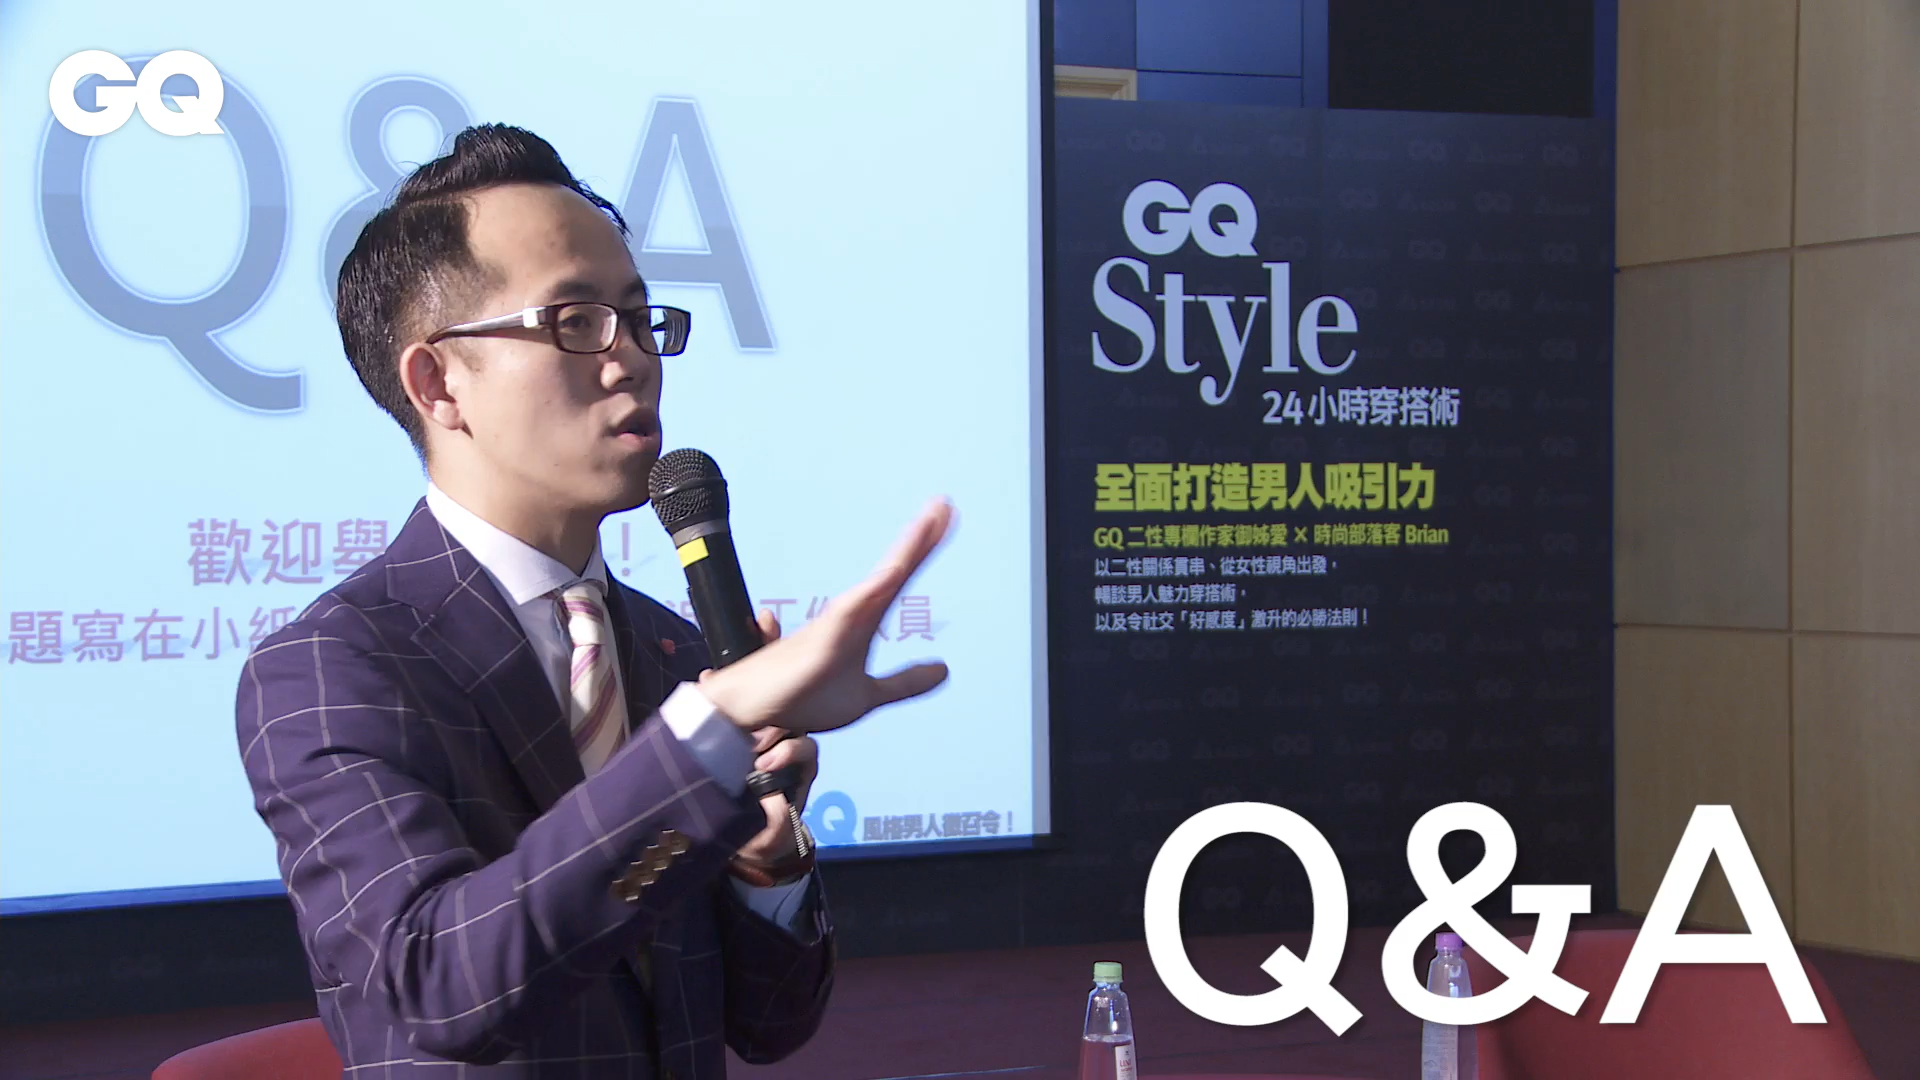 GQ
Q&A
歡迎舉
！
題寫在小紙
工作人員
GQ 風格男人徵召令！
GQ
Style
24小時穿搭術
全面打造男人吸引力
GQ 二性專欄作家御姊愛 × 時尚部落客 Brian
以二性關係貫串、從女性視角出發，
暢談男人魅力穿搭術，
以及令社交「好感度」激升的必勝法則！
Q&A